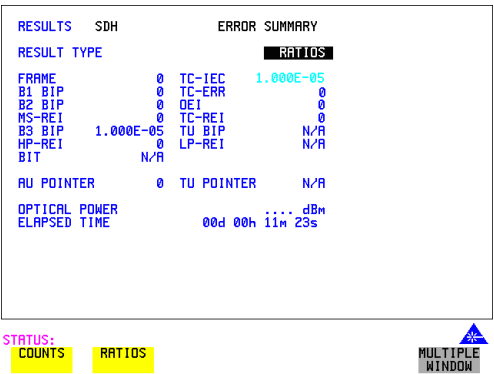 RESULTS SDH ERROR SUMMARY
RESULT TYPE RATIOS
FRAME 0 TC-IEC 1.000E-05
B1 BIP 0 TC-ERR 0
B2 BIP 0 OEI 0
MS-REI 0 TC-REI 0
B3 BIP 1.000E-05 TU BIP N/A
HP-REI 0 LP-REI N/A
BIT N/A
AU POINTER 0 TU POINTER N/A
OPTICAL POWER .... dBm
ELAPSED TIME 00d 00h 11m 23s
STATUS:
COUNTS RATIOS MULTIPLE
WINDOW